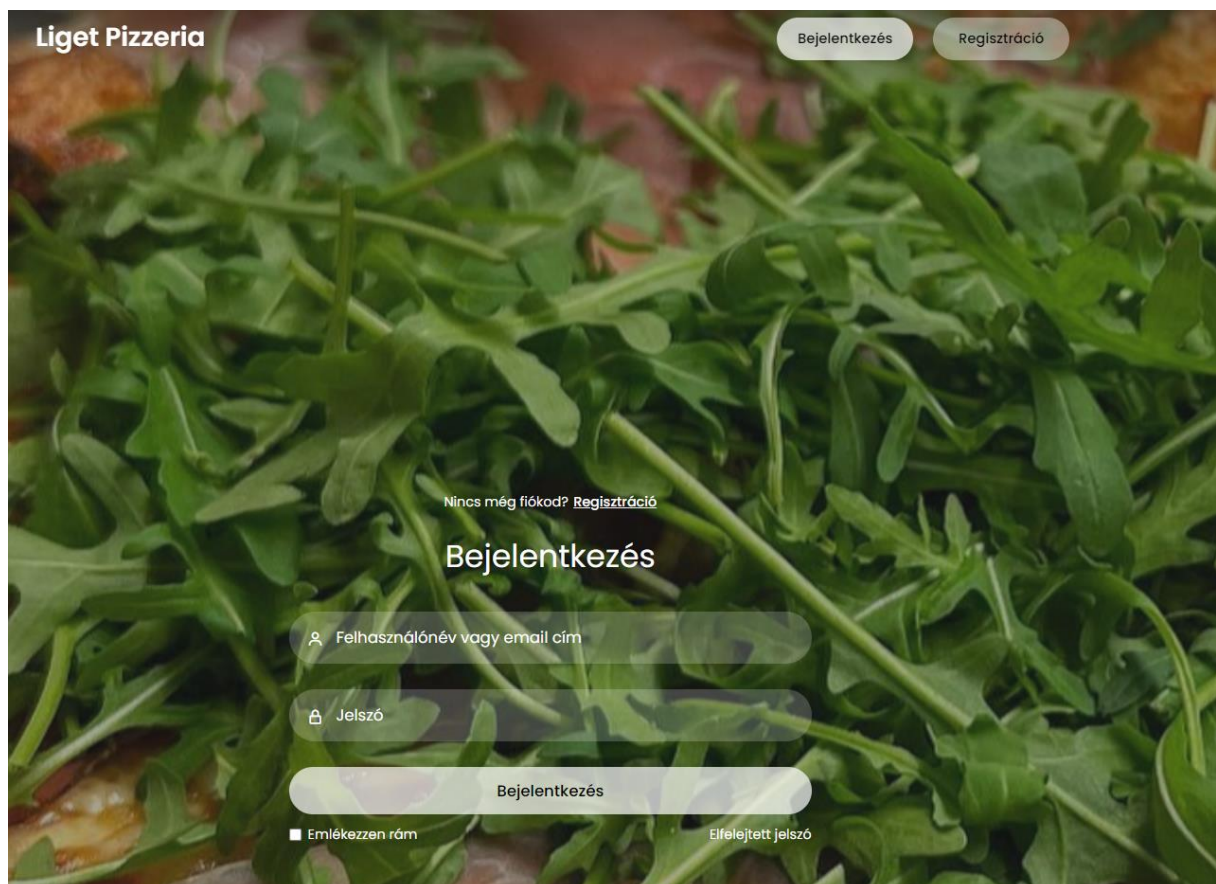 Liget Pizzeria
Bejelentkezés
Regisztráció
Nincs még fiókod? Regisztráció
Bejelentkezés
Felhasználónév vagy email cím
Jelszó
Bejelentkezés
Emlékezzen rám
Elfelejtett jelszó